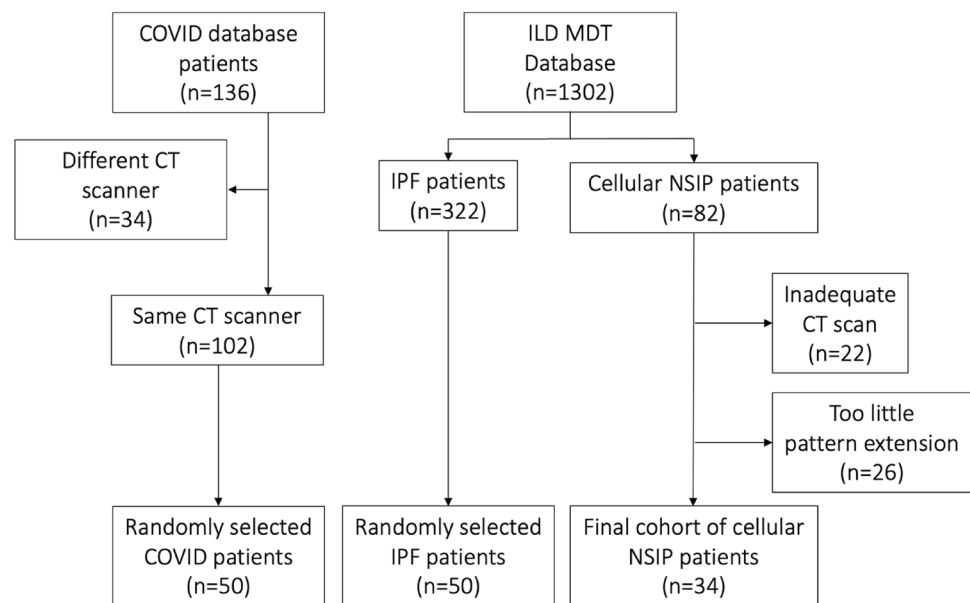 COVID database
patients
(n=136)
ILD MDT
Database
(n=1302)
Different CT
scanner
(n=34)
IPF patients
(n=322)
Cellular NSIP patients
(n=82)
Same CT scanner
(n=102)
Inadequate
CT scan
(n=22)
Too little
pattern extension
(n=26)
Randomly selected
COVID patients
(n=50)
Randomly selected
IPF patients
(n=50)
Final cohort of cellular
NSIP patients
(n=34)